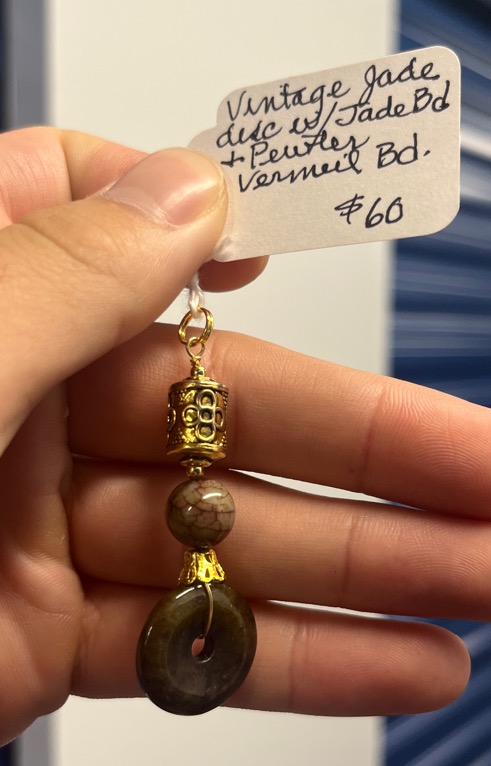 Vintage Jade
disc w/Jade Bd
+ Pewter
Vermeil Bd.
$60